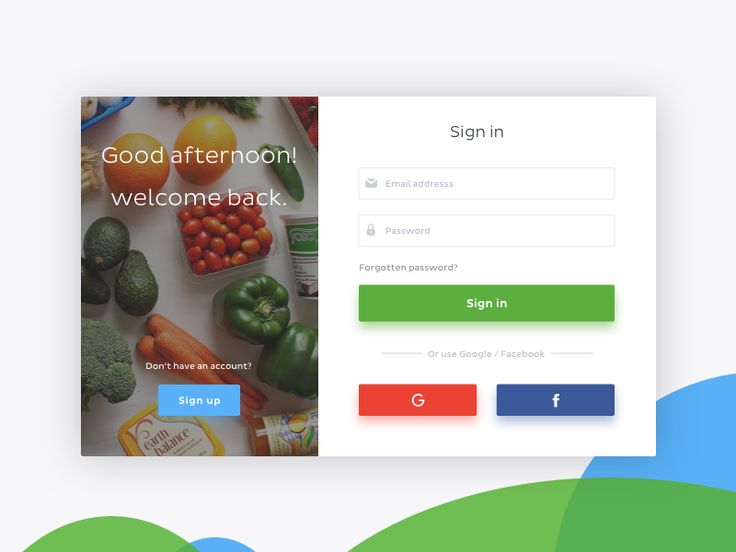 Good afternoon!
welcome back.
YOSO
Don't have an account?
Sign up
earth
balance
Sign in
Email addresss
Password
Forgotten password?
Sign in
Or use Google / Facebook
G
f